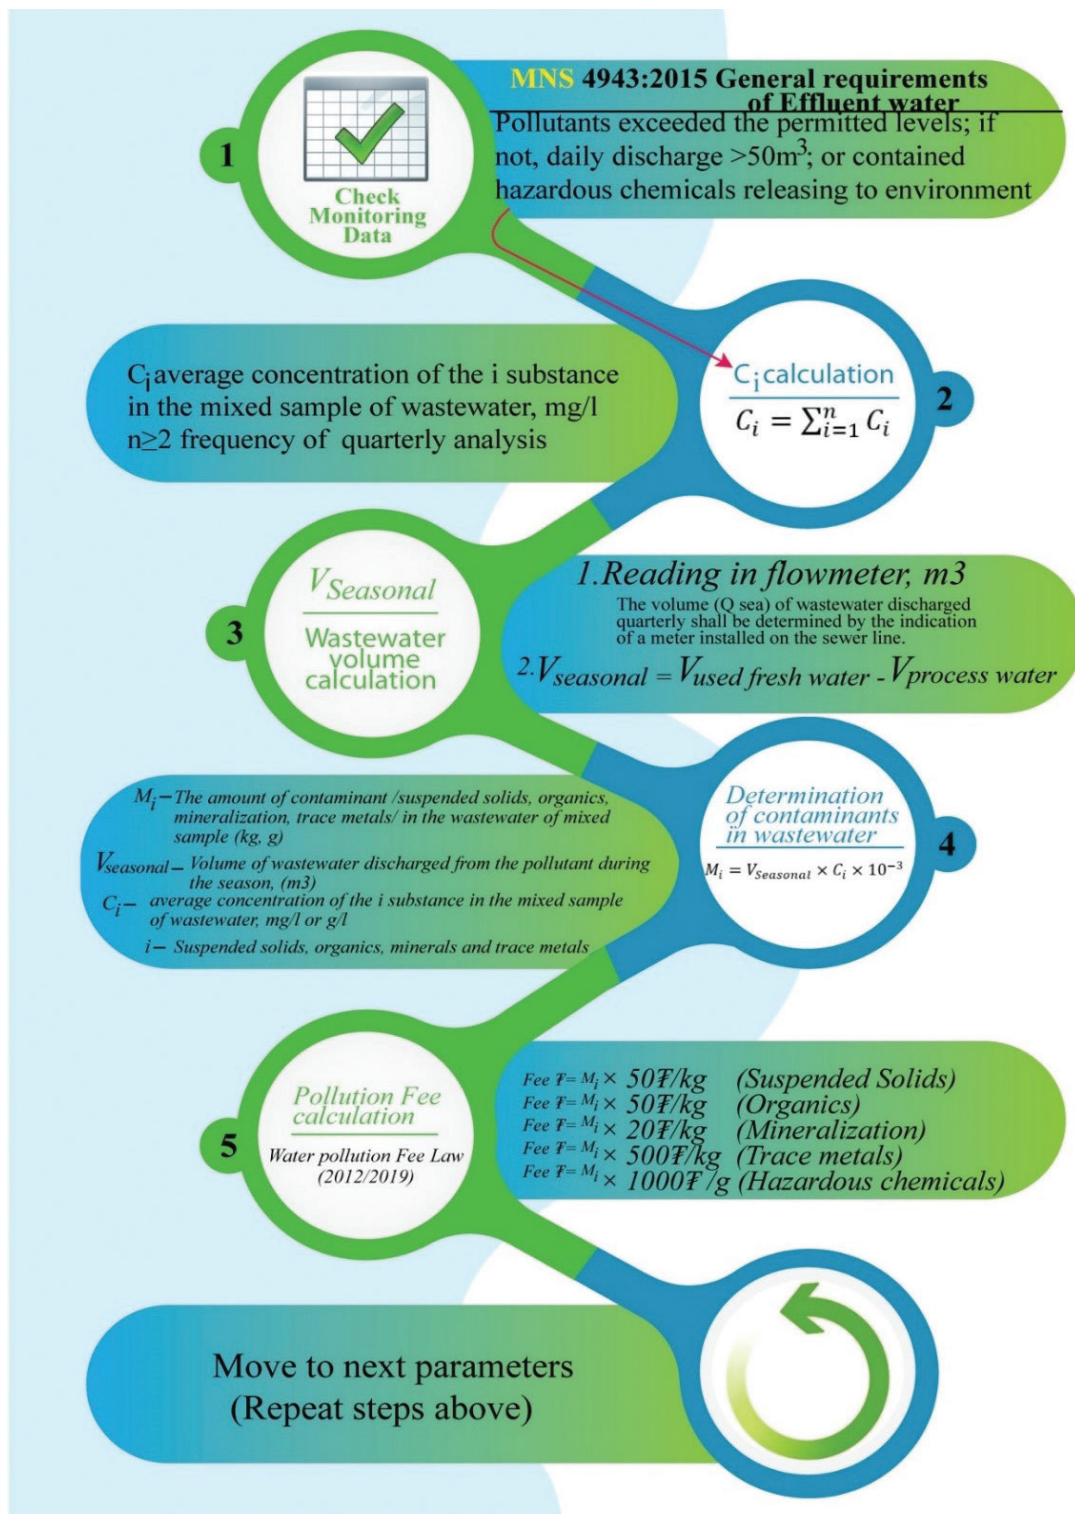 MNS 4943:2015 General requirements
of Effluent water
1
Check
Monitoring
Data
Pollutants exceeded the permitted levels; if
not, daily discharge >50m³; or contained
hazardous chemicals releasing to environment
Cᵢ average concentration of the i substance
in the mixed sample of wastewater, mg/l
n≥2 frequency of quarterly analysis
Cᵢ calculation
Cᵢ = ∑ⁿᵢ₌₁ Cᵢ
2
3
V Seasonal
Wastewater
volume
calculation
1.Reading in flowmeter, m3
The volume (Q sea) of wastewater discharged
quarterly shall be determined by the indication
of a meter installed on the sewer line.
2.V seasonal = V used fresh water - V process water
Mᵢ – The amount of contaminant /suspended solids, organics,
mineralization, trace metals/ in the wastewater of mixed
sample (kg, g)
V seasonal – Volume of wastewater discharged from the pollutant during
the season, (m3)
Cᵢ – average concentration of the i substance in the mixed sample
of wastewater, mg/l or g/l
i – Suspended solids, organics, minerals and trace metals
Determination
of contaminants
in wastewater
Mᵢ = V Seasonal × Cᵢ × 10⁻³
4
5
Pollution Fee
calculation
Water pollution Fee Law
(2012/2019)
Fee ₮= Mᵢ × 50₮/kg (Suspended Solids)
Fee ₮= Mᵢ × 50₮/kg (Organics)
Fee ₮= Mᵢ × 20₮/kg (Mineralization)
Fee ₮= Mᵢ × 500₮/kg (Trace metals)
Fee ₮= Mᵢ × 1000₮ /g (Hazardous chemicals)
Move to next parameters
(Repeat steps above)